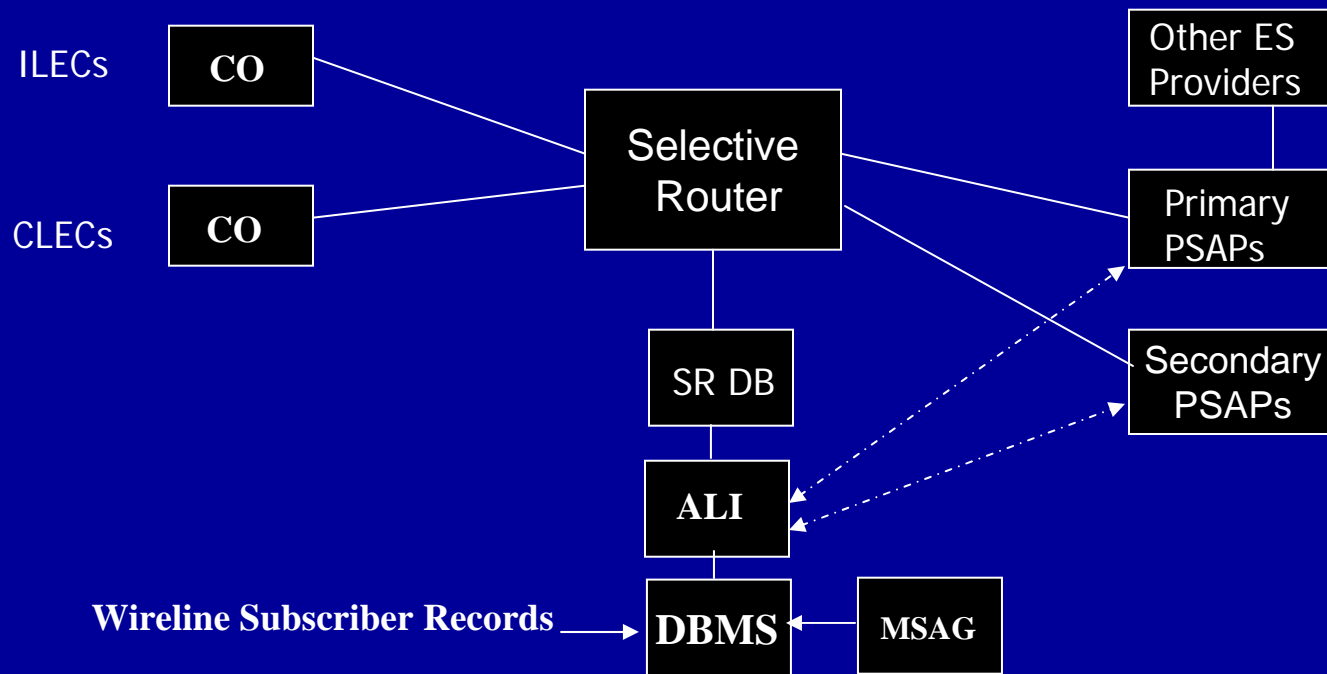 ILECs
CO
CLECs
CO
Selective
Router
Other ES
Providers
Primary
PSAPs
Secondary
PSAPs
SR DB
ALI
Wireline Subscriber Records
DBMS
MSAG